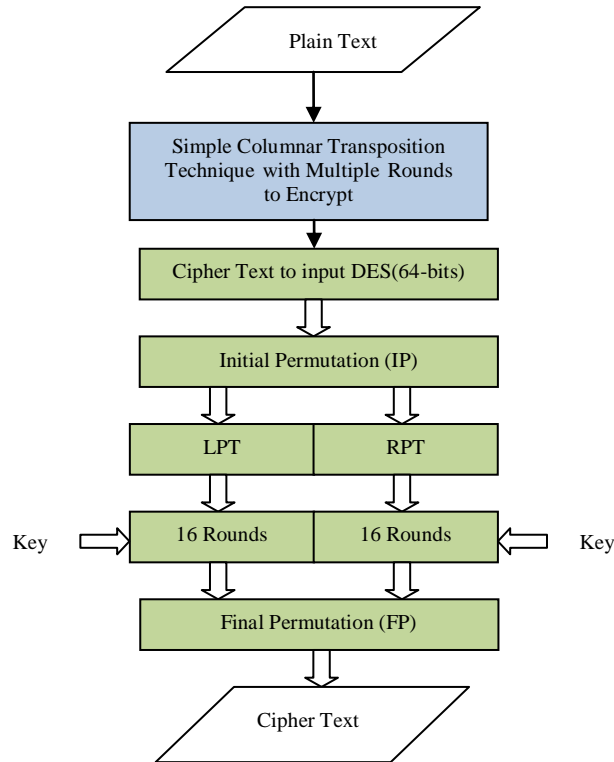 Plain Text
Simple Columnar Transposition
Technique with Multiple Rounds
to Encrypt
Cipher Text to input DES(64-bits)
Initial Permutation (IP)
LPT RPT
Key 16 Rounds 16 Rounds Key
Final Permutation (FP)
Cipher Text